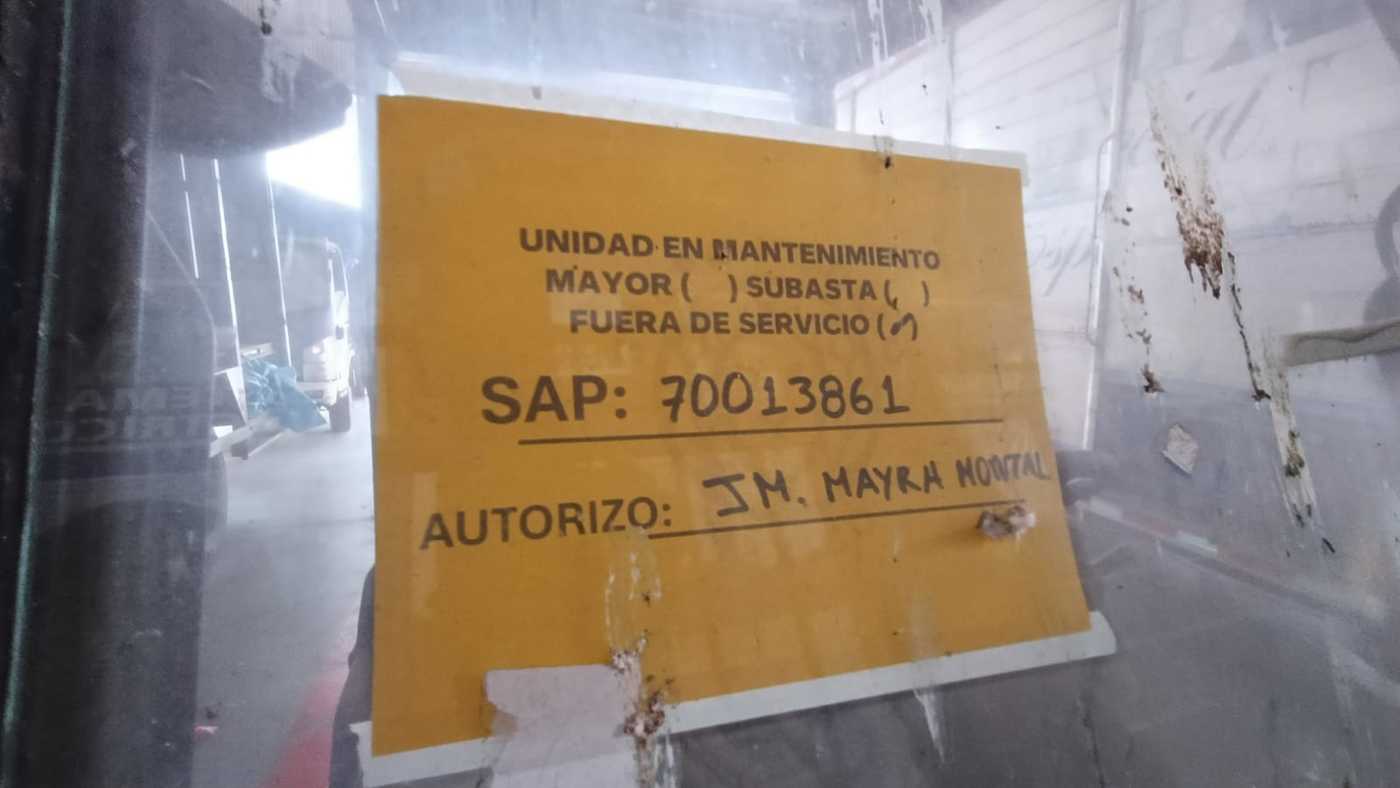 UNIDAD EN MANTENIMIENTO
MAYOR ( ) SUBASTA ( )
FUERA DE SERVICIO ( )
SAP: 70013861
AUTORIZO: JM. MAYRA MONTAL